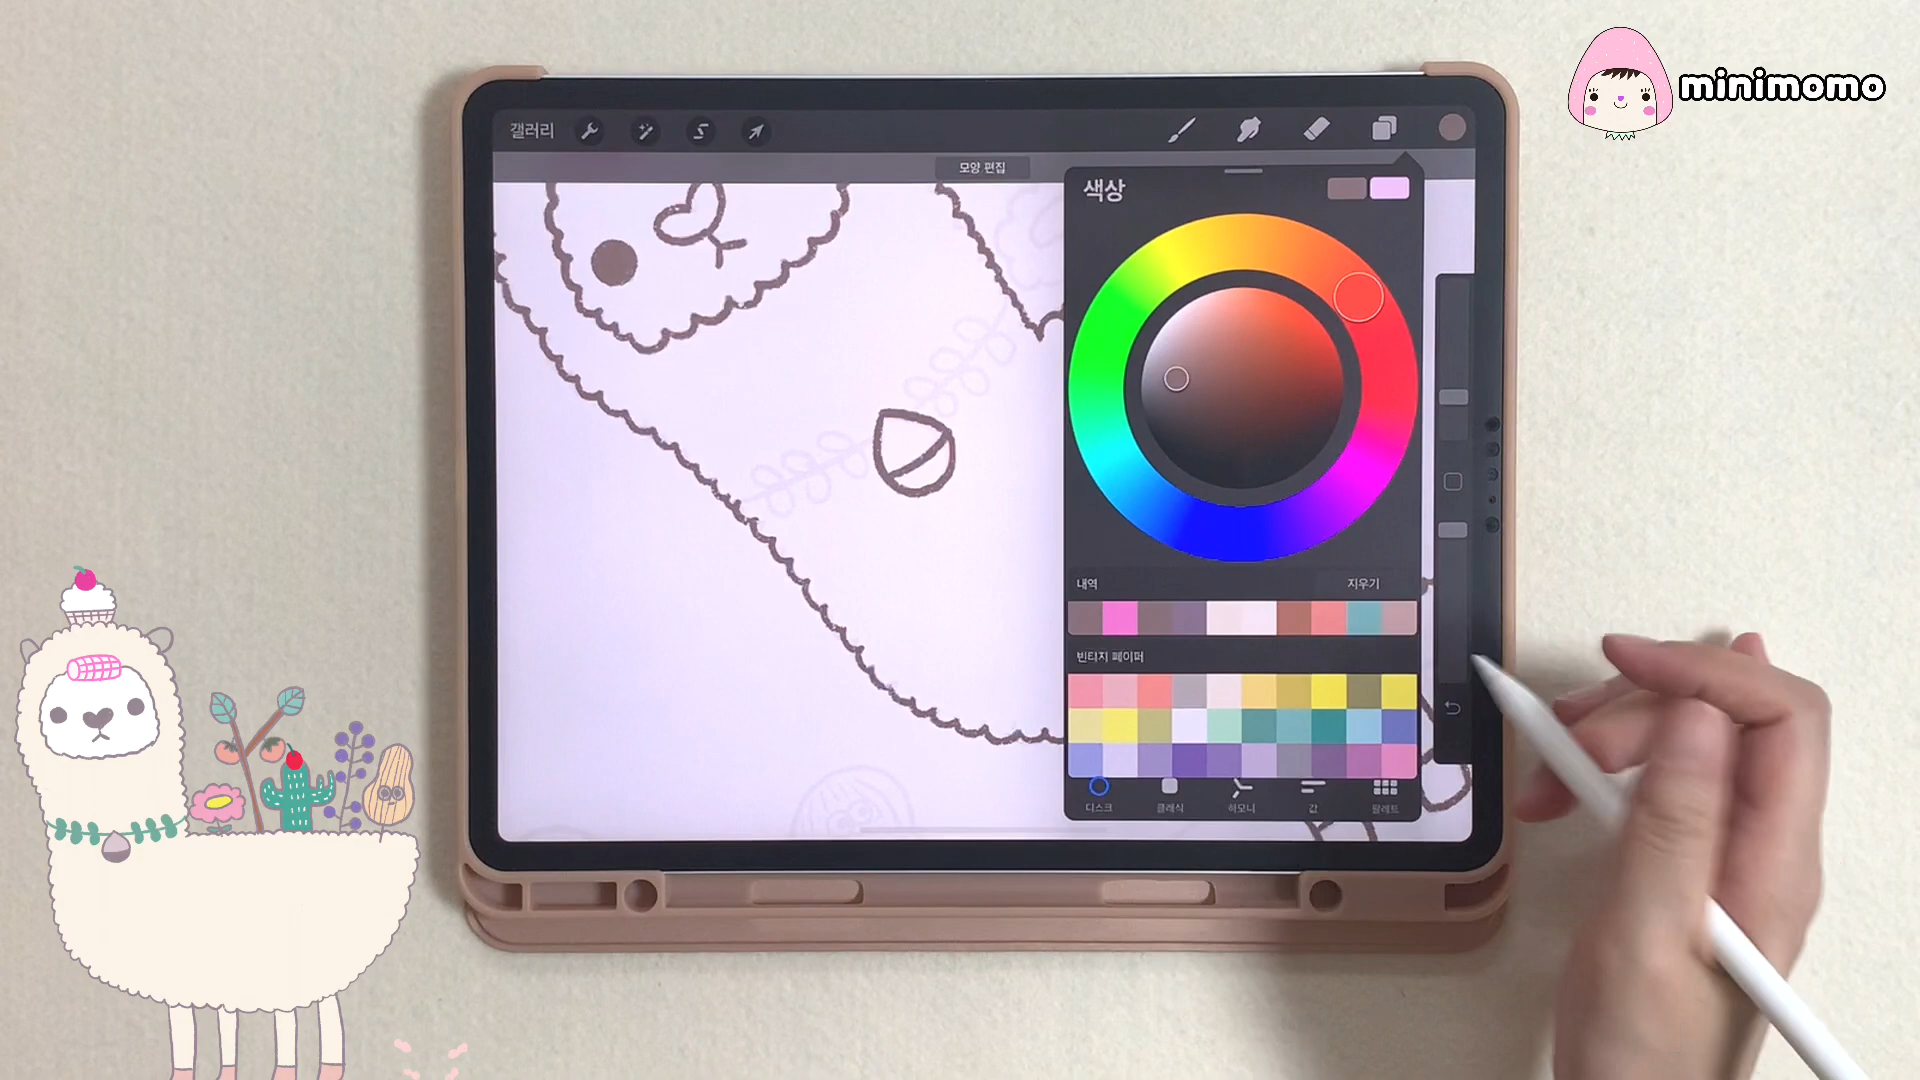 minimomo
갤러리
모양 편집
색상
내역
지우기
빈티지 페이퍼
디스크
클래식
하모니
값
팔레트